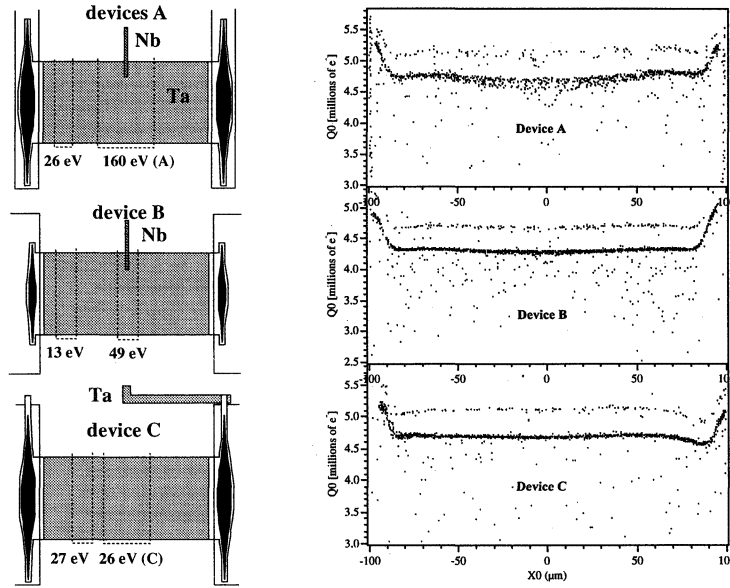 devices A
Nb
Ta
26 eV
160 eV (A)
device B
Nb
13 eV
49 eV
Ta
device C
27 eV
26 eV (C)
Q0 [millions of e⁻]
5.5
5.0
4.5
4.0
3.5
3.0
Device A
-100
-50
0
50
10
Q0 [millions of e⁻]
5.0
4.5
4.0
3.5
3.0
2.5
Device B
-100
-50
0
50
10
Q0 [millions of e⁻]
5.5
5.0
4.5
4.0
3.5
3.0
Device C
-100
-50
0
50
10
X0 (µm)